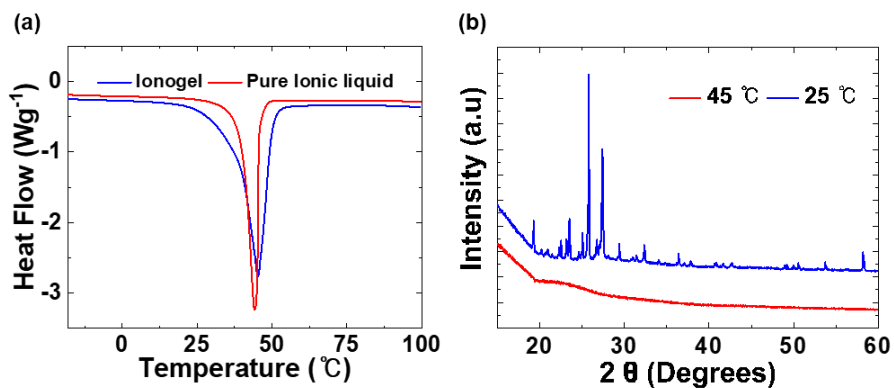 (a)
Heat Flow (Wg-1)
0
-1
-2
-3
Ionogel
Pure Ionic liquid
0 25 50 75 100
Temperature (℃)
(b)
Intensity (a.u)
45 ℃
25 ℃
20 30 40 50 60
2 θ (Degrees)